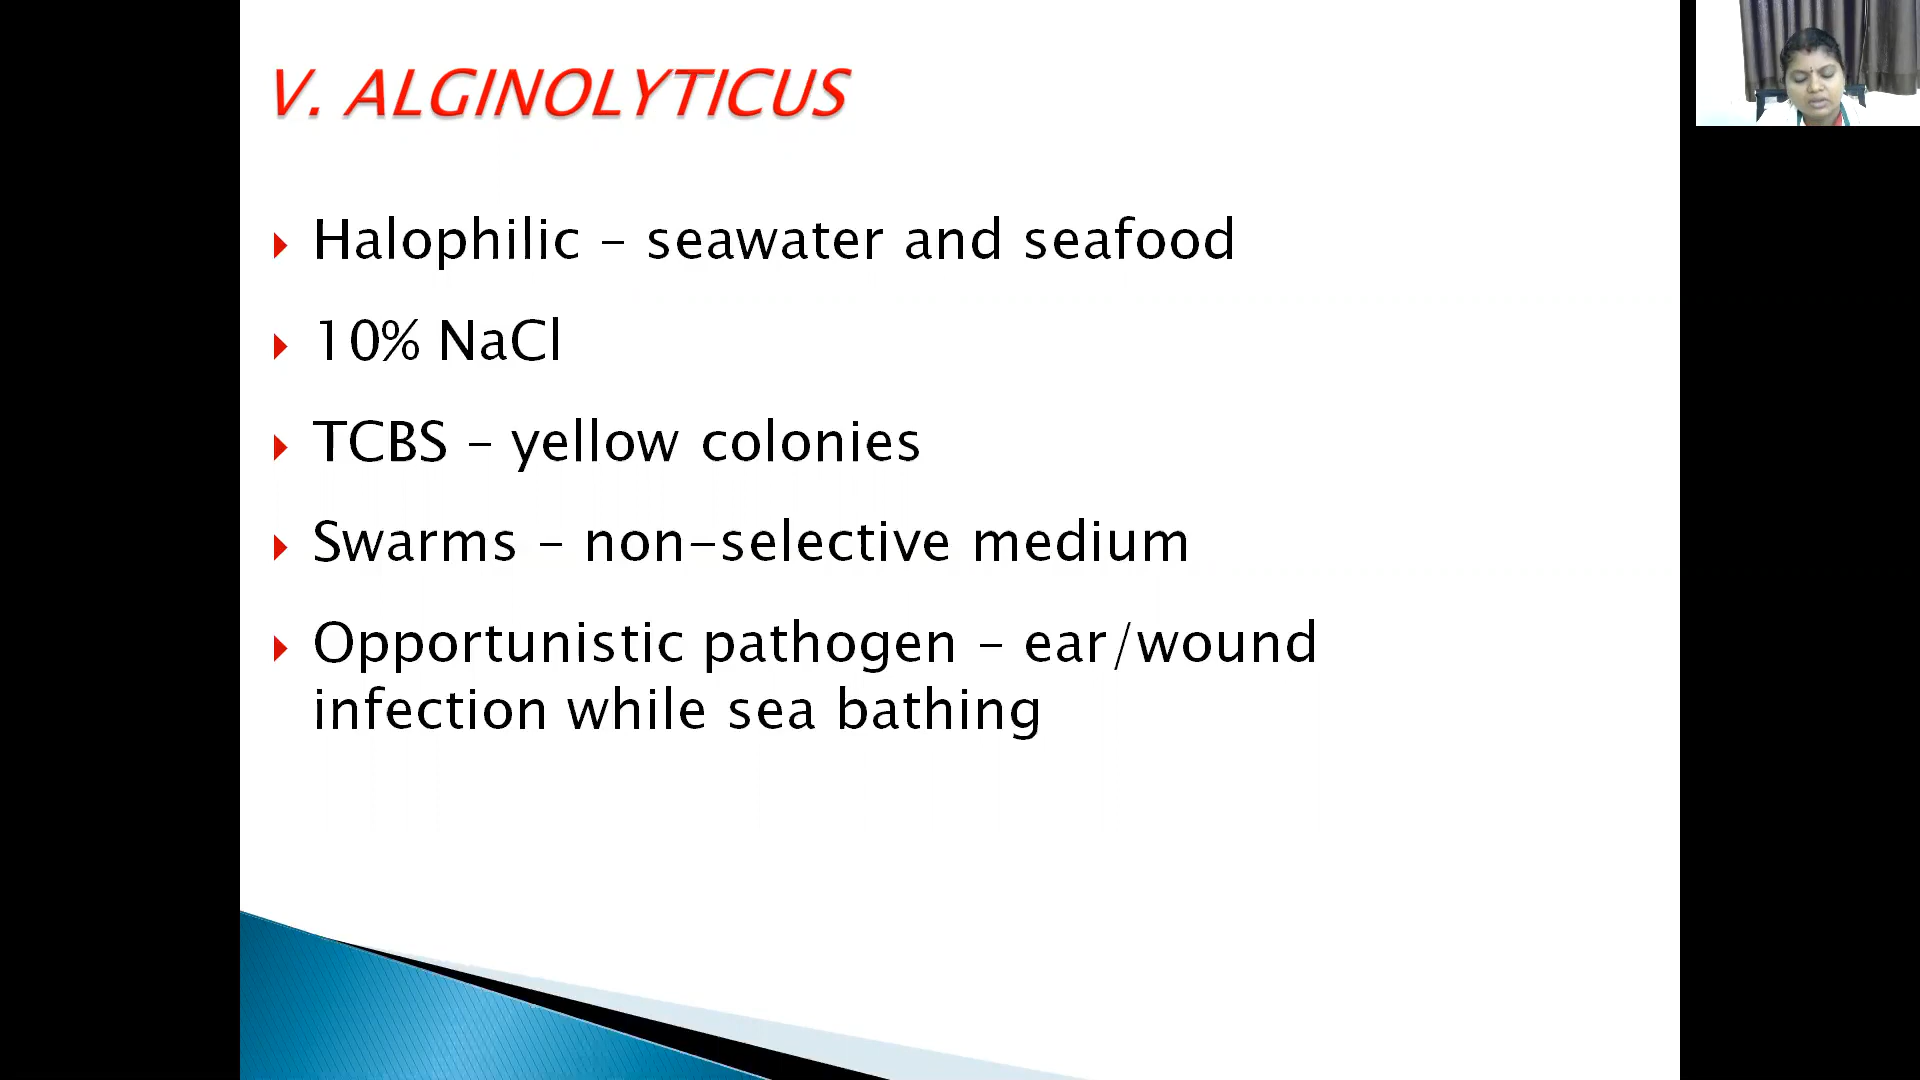 V. ALGINOLYTICUS
Halophilic – seawater and seafood
10% NaCl
TCBS – yellow colonies
Swarms – non-selective medium
Opportunistic pathogen – ear/wound
infection while sea bathing